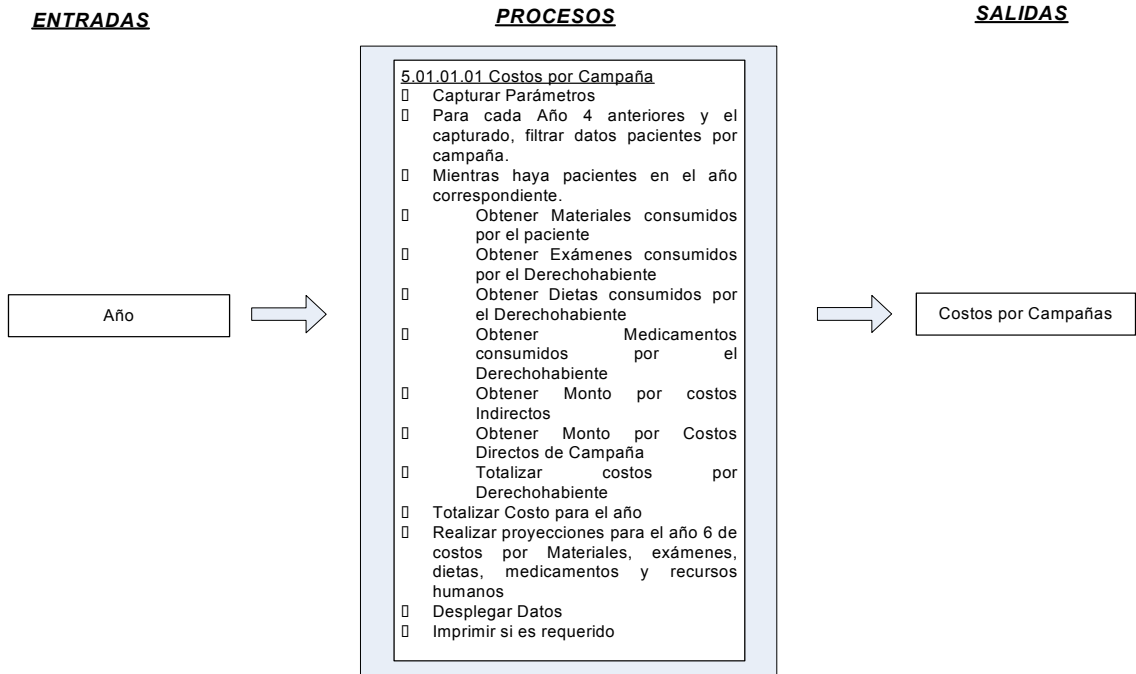 ENTRADAS
PROCESOS
SALIDAS
5.01.01.01 Costos por Campaña
Capturar Parámetros
Para cada Año 4 anteriores y el
capturado, filtrar datos pacientes por
campaña.
Mientras haya pacientes en el año
correspondiente.
Obtener Materiales consumidos
por el paciente
Obtener Exámenes consumidos
por el Derechohabiente
Obtener Dietas consumidos por
el Derechohabiente
Obtener Medicamentos
consumidos por el
Derechohabiente
Obtener Monto por costos
Indirectos
Obtener Monto por Costos
Directos de Campaña
Totalizar costos por
Derechohabiente
Totalizar Costo para el año
Realizar proyecciones para el año 6 de
costos por Materiales, exámenes,
dietas, medicamentos y recursos
humanos
Desplegar Datos
Imprimir si es requerido
Año
Costos por Campañas